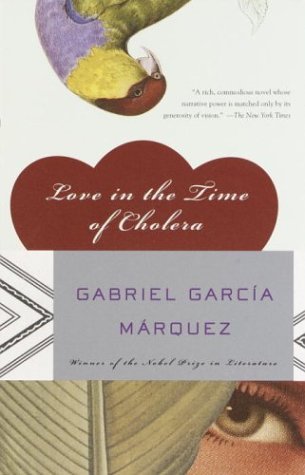 "A rich, commodious novel whose
narrative power is matched only by its
generosity of vision." —The New York Times
Love in the Time
of Cholera
GABRIEL GARCÍA
MÁRQUEZ
Winner of the Nobel Prize in Literature